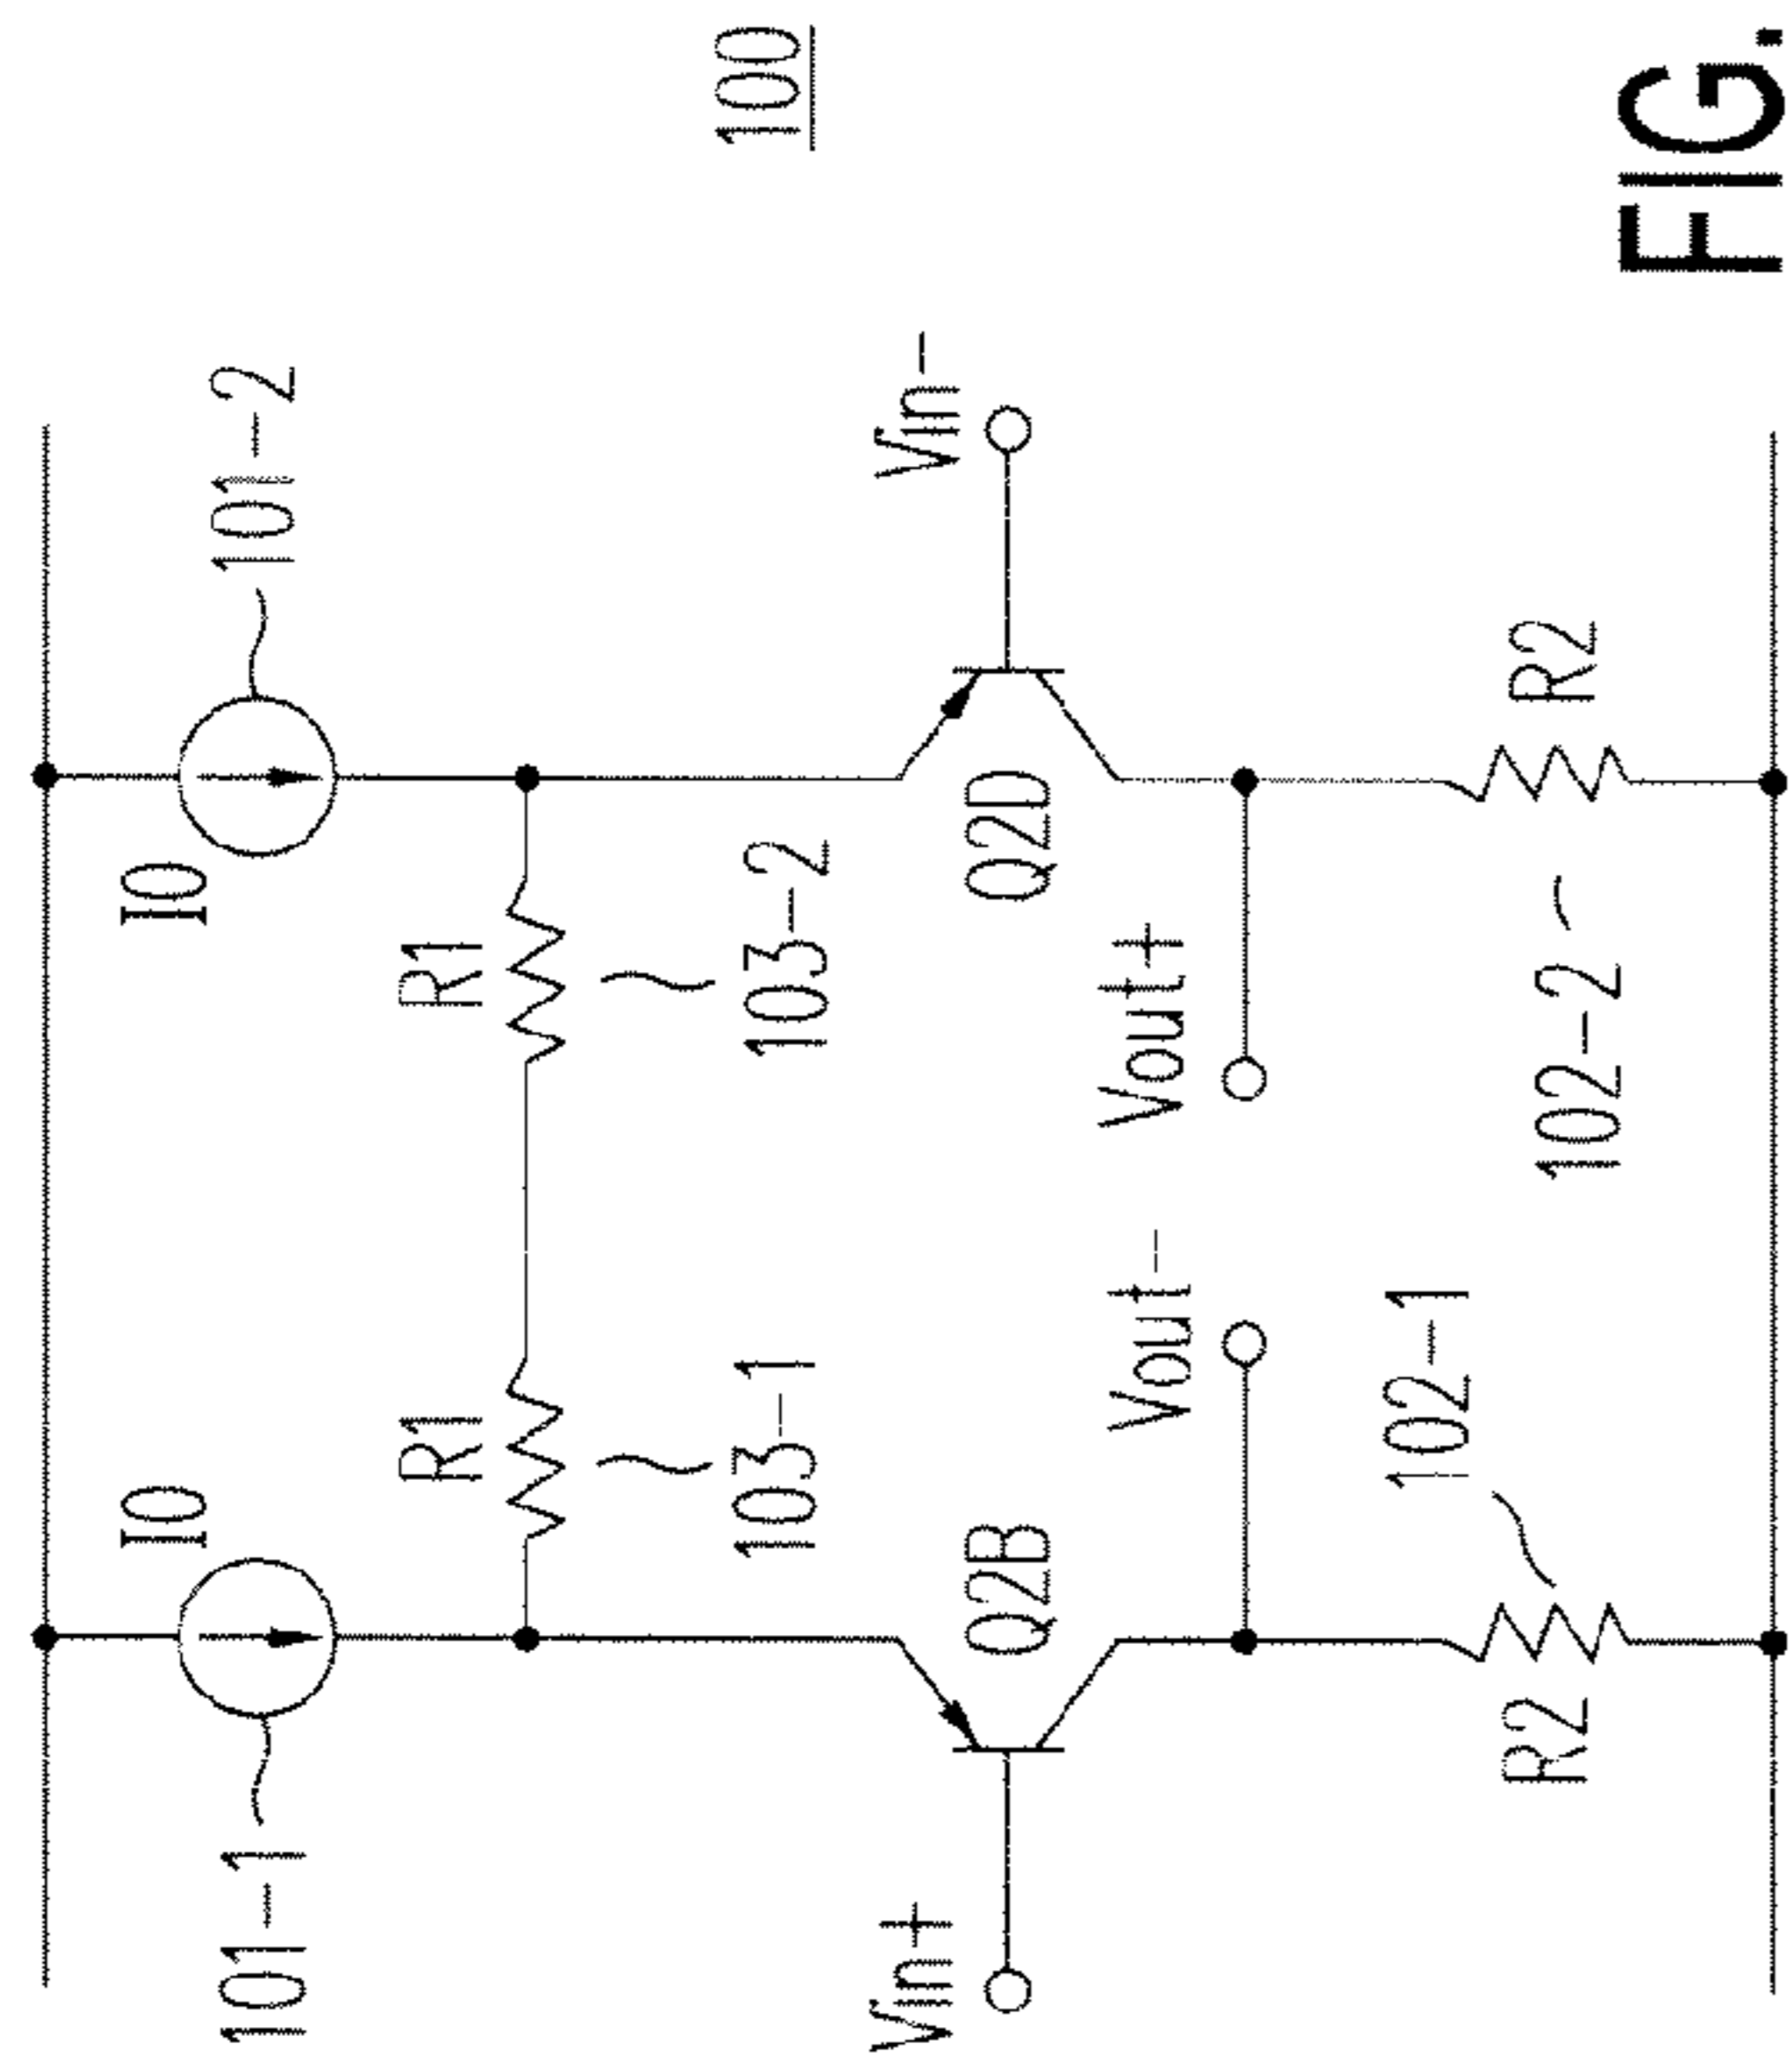 101-1
I0
I0
101-2
R1
R1
103-1
103-2
100
Vin+
Q2B
Q2D
Vin-
Vout-
Vout+
102-1
R2
102-2
R2
FIG.